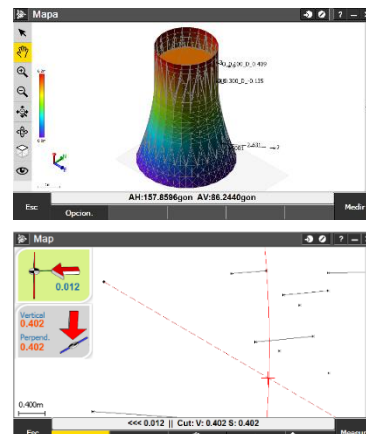 Mapa
? –
AH:157.8596gon AV:86.2440gon
Esc
Opcion.
Medir
Map
? –
0.012
Vertical
0.402
Perpend.
0.402
0.400m
<<< 0.012 || Cut: V: 0.402 S: 0.402
Esc